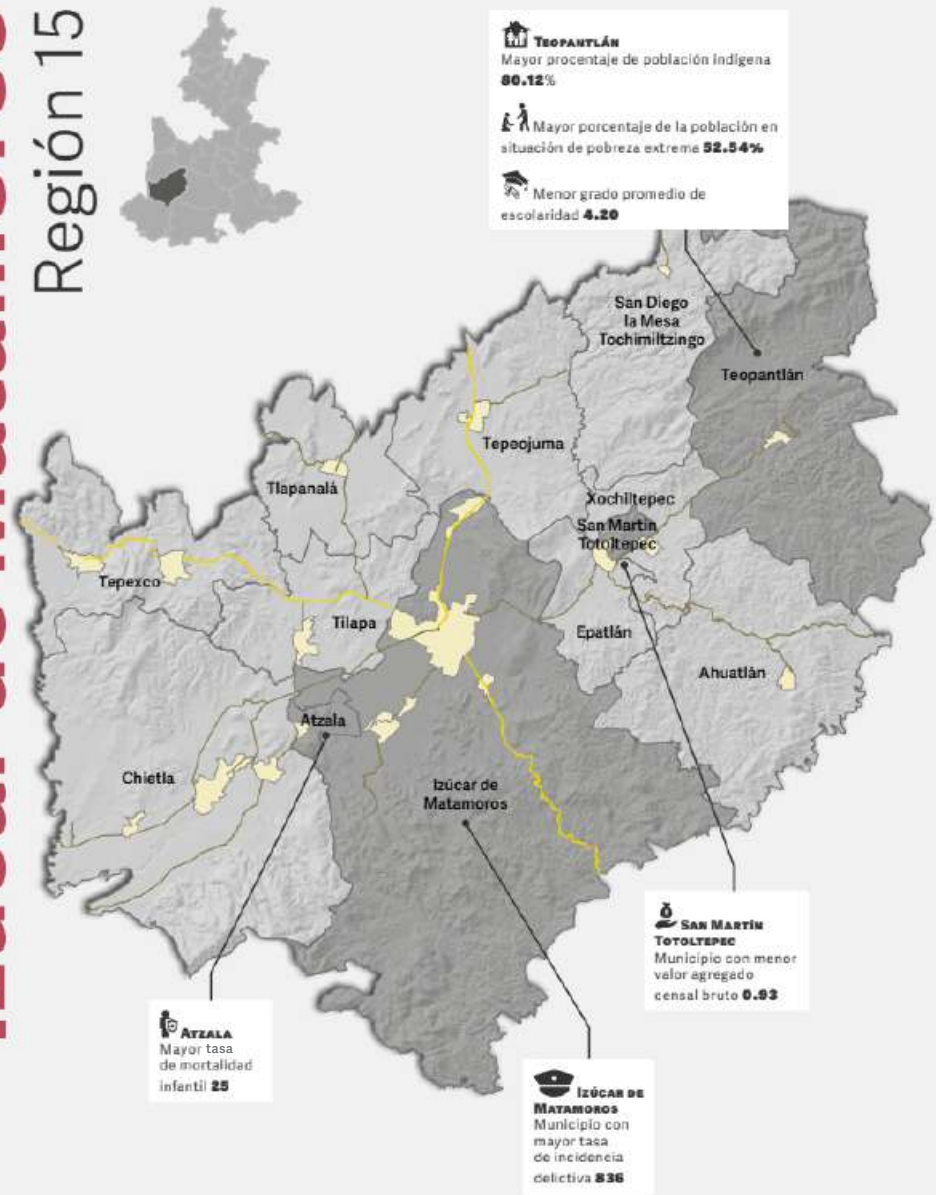 Región 15
TEOPANTLÁN
Mayor procentaje de población indígena
80.12%
Mayor porcentaje de la población en
situación de pobreza extrema 52.54%
Menor grado promedio de
escolaridad 4.20
San Diego
la Mesa
Tochimiltzingo
Teopantlán
Tepeojuma
Tlapanalá
Xochiltepec
San Martín
Totoltepec
Tepexco
Tilapa
Epatlán
Ahuatlán
Atzala
Chietla
Izúcar de
Matamoros
SAN MARTÍN
TOTOLTEPEC
Municipio con menor
valor agregado
censal bruto 0.93
ATZALA
Mayor tasa
de mortalidad
infantil 25
IZÚCAR DE
MATAMOROS
Municipio con
mayor tasa
de incidencia
delictiva 836